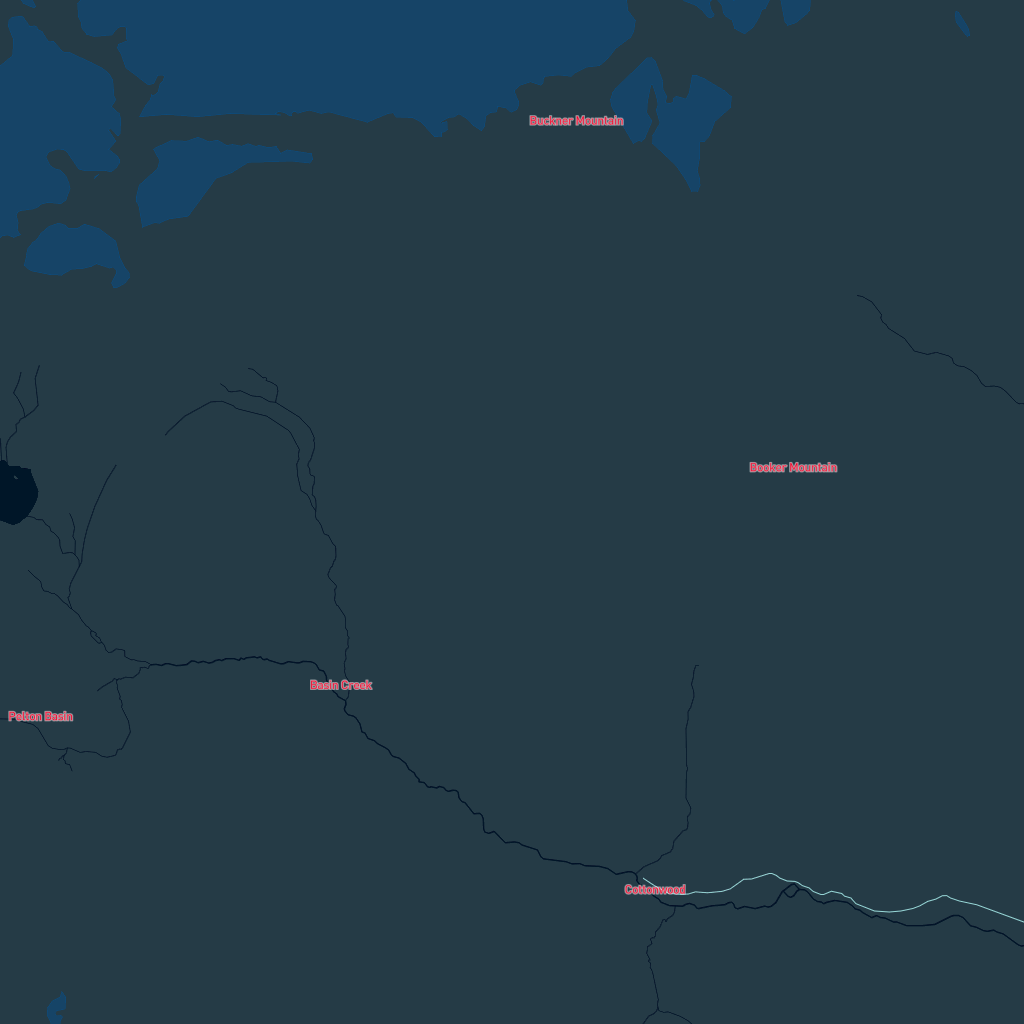 Buckner Mountain
Booker Mountain
Basin Creek
Pelton Basin
Cottonwood